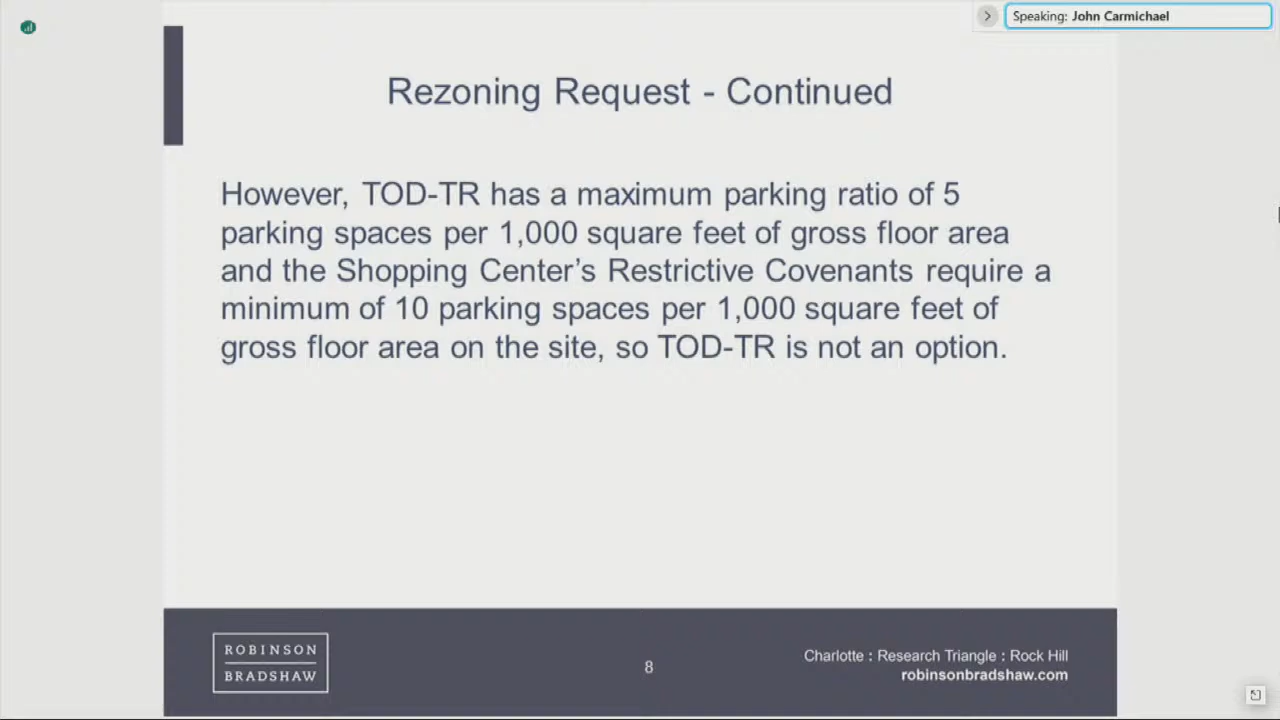 Speaking: John Carmichael
Rezoning Request - Continued
However, TOD-TR has a maximum parking ratio of 5
parking spaces per 1,000 square feet of gross floor area
and the Shopping Center’s Restrictive Covenants require a
minimum of 10 parking spaces per 1,000 square feet of
gross floor area on the site, so TOD-TR is not an option.
ROBINSON
BRADSHAW
8
Charlotte : Research Triangle : Rock Hill
robinsonbradshaw.com